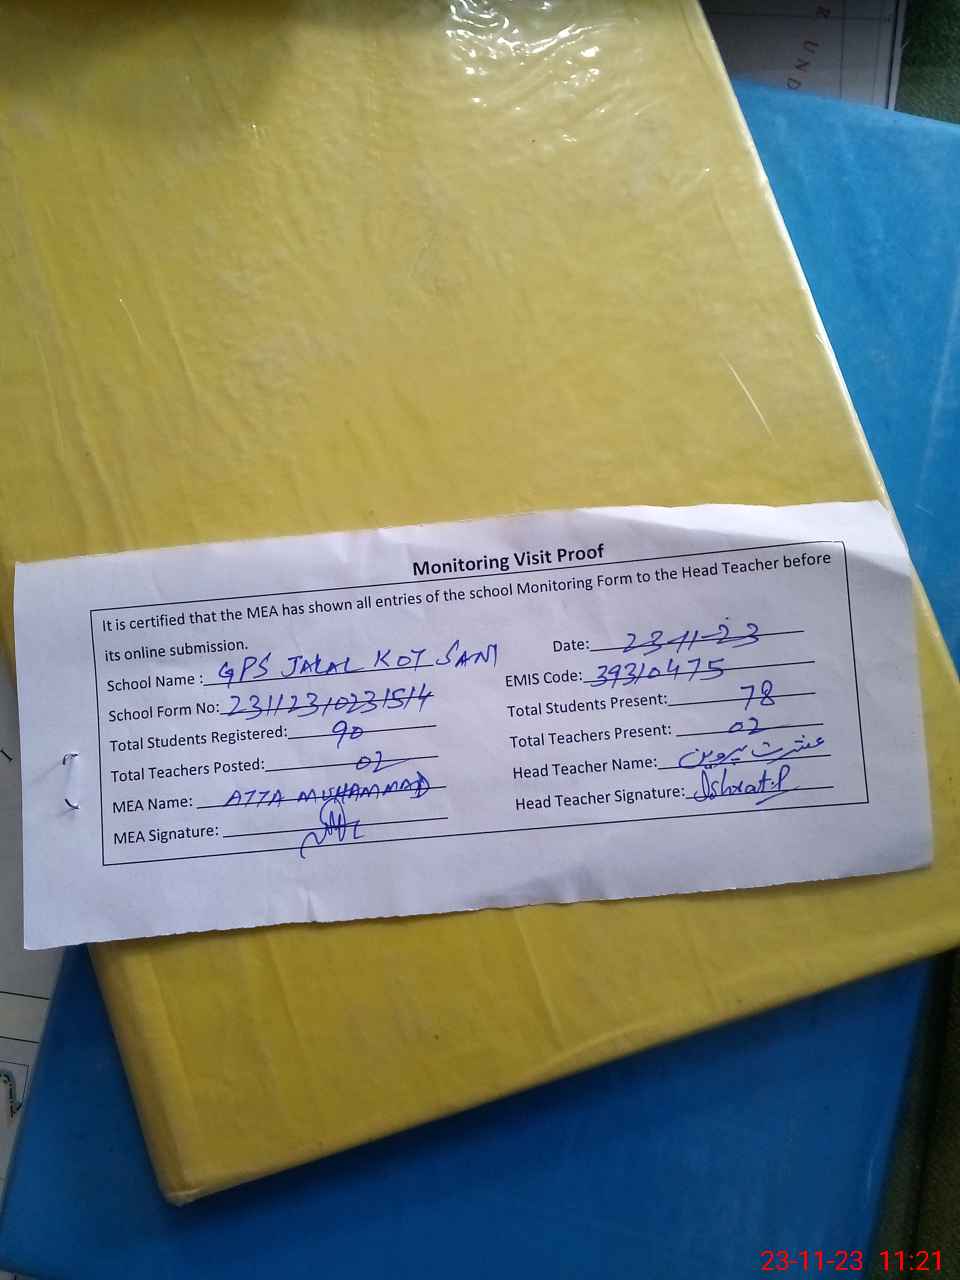 UND
Monitoring Visit Proof
It is certified that the MEA has shown all entries of the school Monitoring Form to the Head Teacher before
its online submission.
Date: 23-11-23
School Name : GPS JALAL KOT SANI
EMIS Code: 39310475
School Form No: 23112310231514
Total Students Present: 78
Total Students Registered: 90
Total Teachers Present: 02
Total Teachers Posted: 02
Head Teacher Name: عشرت پروین
MEA Name: ATTA MUHAMMAD
Head Teacher Signature: Ishrat.P
MEA Signature:
23-11-23 11:21